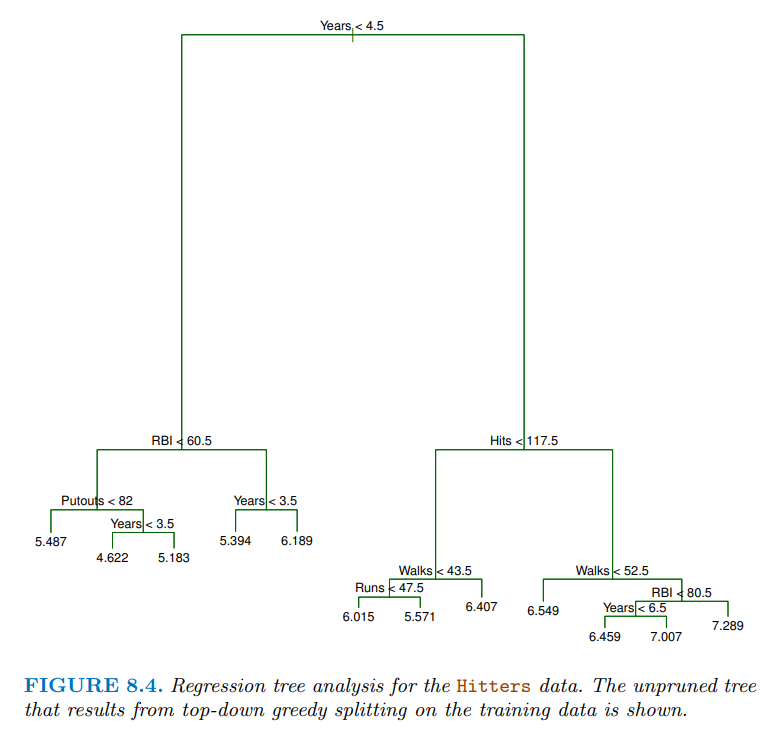 Years < 4.5
RBI < 60.5
Hits < 117.5
Putouts < 82
Years < 3.5
Years < 3.5
5.487
4.622
5.183
5.394
6.189
Walks < 43.5
Walks < 52.5
Runs < 47.5
RBI < 80.5
Years < 6.5
6.015
5.571
6.407
6.549
6.459
7.007
7.289
FIGURE 8.4. Regression tree analysis for the Hitters data. The unpruned tree
that results from top-down greedy splitting on the training data is shown.